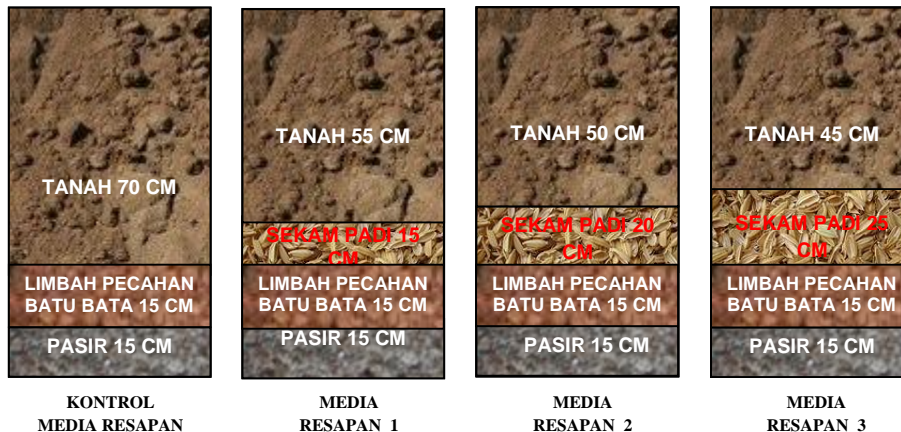 TANAH 70 CM
LIMBAH PECAHAN
BATU BATA 15 CM
PASIR 15 CM
KONTROL
MEDIA RESAPAN
TANAH 55 CM
SEKAM PADI 15
CM
LIMBAH PECAHAN
BATU BATA 15 CM
PASIR 15 CM
MEDIA
RESAPAN 1
TANAH 50 CM
SEKAM PADI 20
CM
LIMBAH PECAHAN
BATU BATA 15 CM
PASIR 15 CM
MEDIA
RESAPAN 2
TANAH 45 CM
SEKAM PADI 25
CM
LIMBAH PECAHAN
BATU BATA 15 CM
PASIR 15 CM
MEDIA
RESAPAN 3